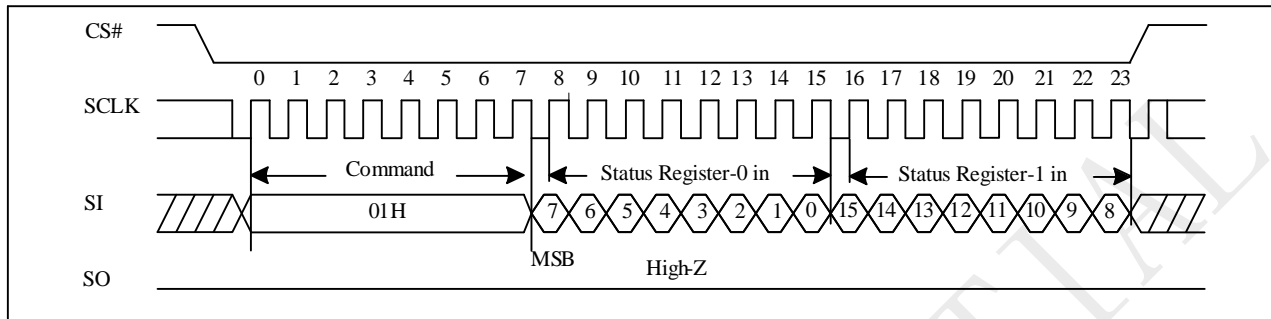 CS#
0 1 2 3 4 5 6 7 8 9 10 11 12 13 14 15 16 17 18 19 20 21 22 23
SCLK
Command Status Register-0 in Status Register-1 in
SI 01H 7 6 5 4 3 2 1 0 15 14 13 12 11 10 9 8
MSB High-Z
SO
TIAL